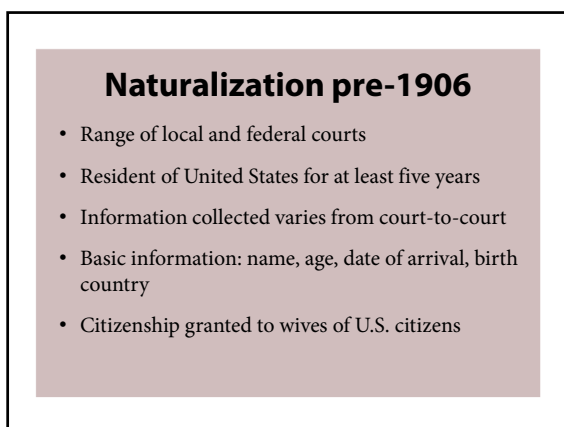 Naturalization pre-1906
• Range of local and federal courts
• Resident of United States for at least five years
• Information collected varies from court-to-court
• Basic information: name, age, date of arrival, birth
country
• Citizenship granted to wives of U.S. citizens